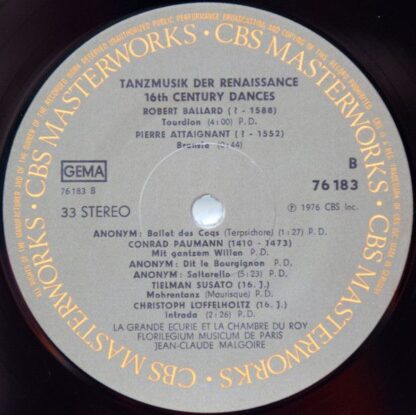 CBS MASTERWORKS · CBS MASTERWORKS · CBS MASTERWORKS · CBS MASTERWORKS ·
TANZMUSIK DER RENAISSANCE
16th CENTURY DANCES
ROBERT BALLARD (? - 1588)
Tourdion (4:00) P.D.
PIERRE ATTAIGNANT (? - 1552)
Branle (0:44)
GEMA
76183 B
B
76 183
33 STEREO
℗ 1976 CBS Inc.
ANONYM: Ballet des Coqs (Terpsichore) (1:27) P.D.
CONRAD PAUMANN (1410 - 1473)
Mit gantzem Willen P.D.
ANONYM: Dit le Bourgignon P.D.
ANONYM: Saltarello (5:23) P.D.
TIELMAN SUSATO (16. J.)
Mohrentanz (Maurisque) P.D.
CHRISTOPH LÖFFELHOLTZ (16. J.)
Intrada (2:26) P.D.
LA GRANDE ECURIE ET LA CHAMBRE DU ROY
FLORILEGIUM MUSICUM DE PARIS
JEAN-CLAUDE MALGOIRE